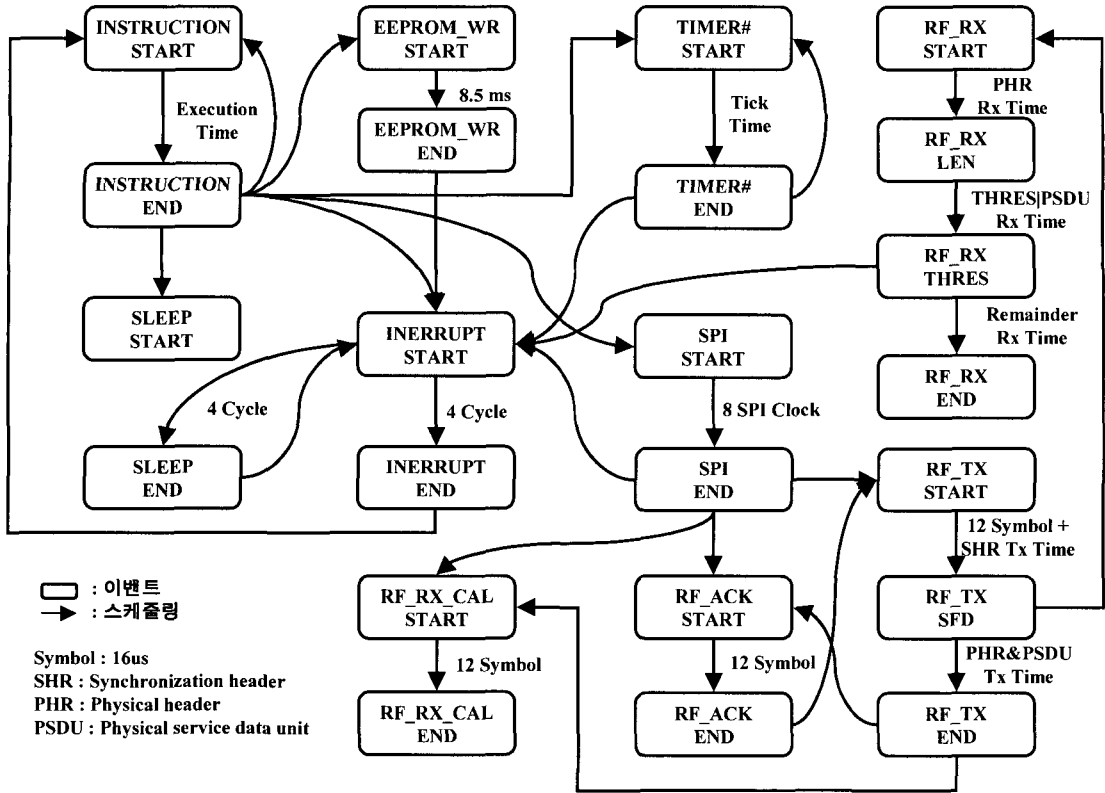 INSTRUCTION
START
EEPROM_WR
START
TIMER#
START
RF_RX
START
Execution
Time
8.5 ms
Tick
Time
PHR
Rx Time
EEPROM_WR
END
RF_RX
LEN
INSTRUCTION
END
TIMER#
END
THRES|PSDU
Rx Time
RF_RX
THRES
SLEEP
START
INERRUPT
START
SPI
START
Remainder
Rx Time
RF_RX
END
4 Cycle
4 Cycle
8 SPI Clock
SLEEP
END
INERRUPT
END
SPI
END
RF_TX
START
12 Symbol +
SHR Tx Time
: 이벤트
: 스케줄링
RF_RX_CAL
START
RF_ACK
START
RF_TX
SFD
Symbol : 16us
SHR : Synchronization header
PHR : Physical header
PSDU : Physical service data unit
12 Symbol
12 Symbol
PHR&PSDU
Tx Time
RF_RX_CAL
END
RF_ACK
END
RF_TX
END